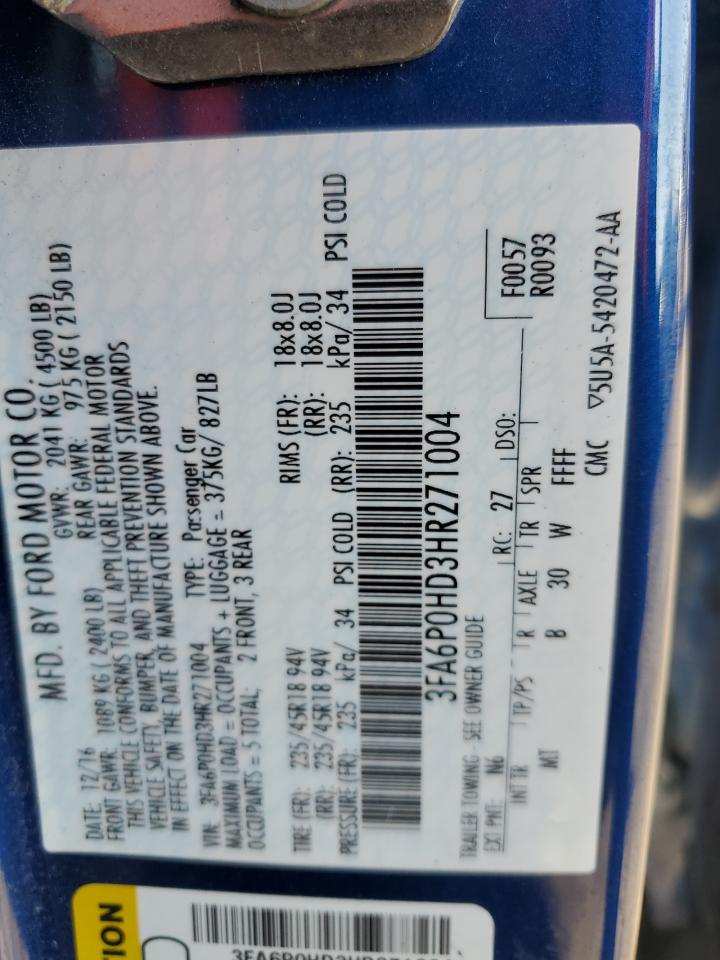 MFD. BY FORD MOTOR CO.
DATE: 12/16 GVWR: 2041 KG ( 4500 LB)
FRONT GAWR: 1089 KG ( 2400 LB) REAR GAWR: 975 KG ( 2150 LB)
THIS VEHICLE CONFORMS TO ALL APPLICABLE FEDERAL MOTOR
VEHICLE SAFETY, BUMPER, AND THEFT PREVENTION STANDARDS
IN EFFECT ON THE DATE OF MANUFACTURE SHOWN ABOVE.
VIN: 3FA6P0HD3HR271004 TYPE: Passenger Car
MAXIMUM LOAD = OCCUPANTS + LUGGAGE = 375KG/ 827LB
OCCUPANTS = 5 TOTAL; 2 FRONT, 3 REAR
TIRE (FR): 235/45R18 94V RIMS (FR): 18x8.0J
(RR): 235/45R18 94V (RR): 18x8.0J
PRESSURE (FR): 235 kPa/ 34 PSI COLD (RR): 235 kPa/ 34 PSI COLD
3FA6P0HD3HR271004
TRAILER TOWING - SEE OWNER GUIDE
EXT PNT: N6 RC: 27 DSO: F0057
R0093
INT TR TP/PS R AXLE TR SPR
MT B 30 W FFFF
CMC ▽5U5A-5420472-AA
TION